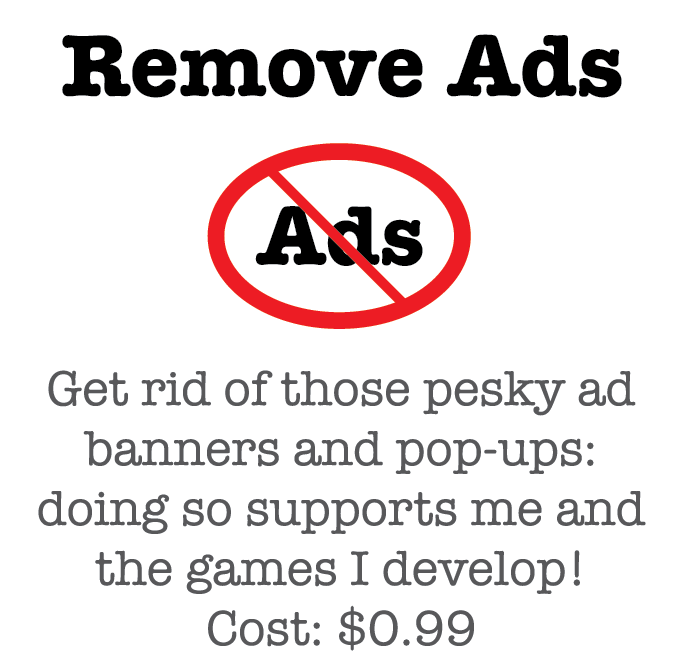 Remove Ads
Ads
Get rid of those pesky ad
banners and pop-ups:
doing so supports me and
the games I develop!
Cost: $0.99